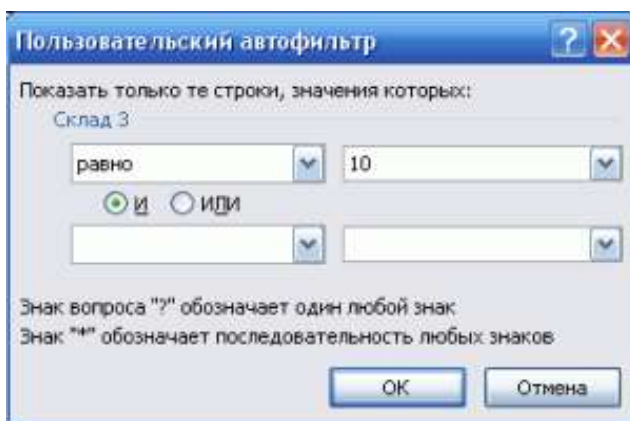 Пользовательский автофильтр
Показать только те строки, значения которых:
Склад 3
равно 10
И ИЛИ
Знак вопроса "?" обозначает один любой знак
Знак "*" обозначает последовательность любых знаков
ОК Отмена